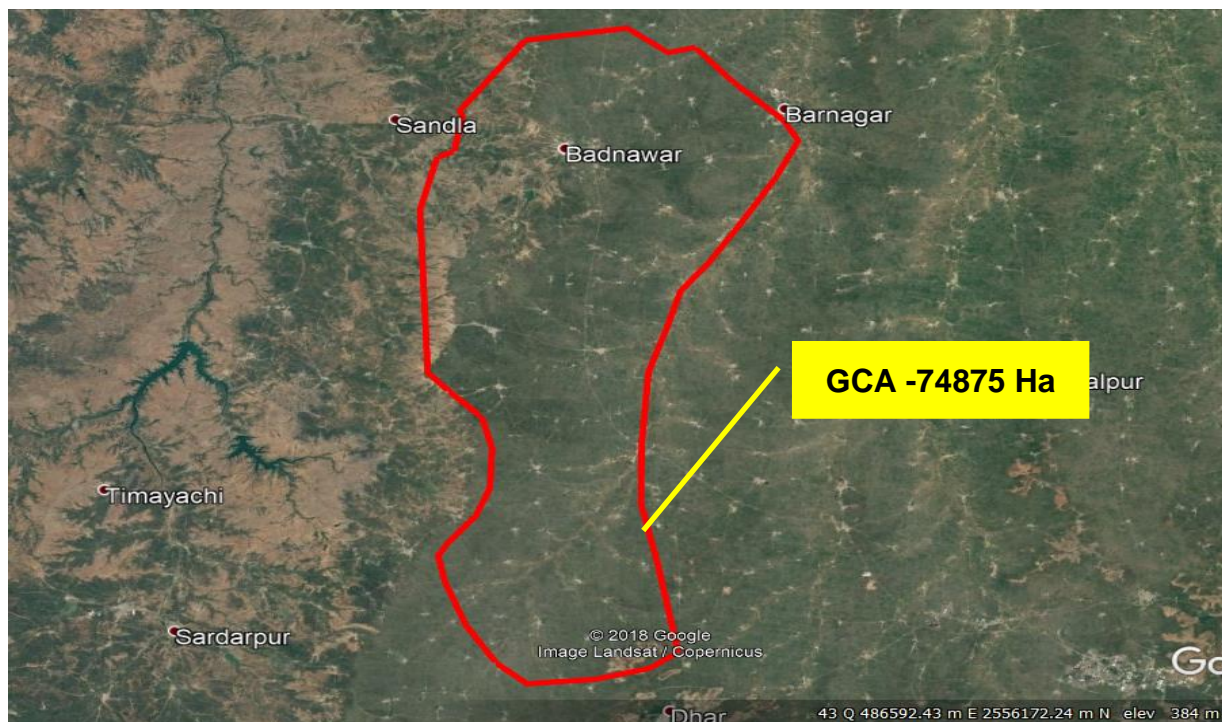 Sandla
Barnagar
Badnawar
GCA -74875 Ha
alpur
Timayachi
Sardarpur
© 2018 Google
Image Landsat / Copernicus
Go
Dhar
43 Q 486592.43 m E 2556172.24 m N elev 384 m